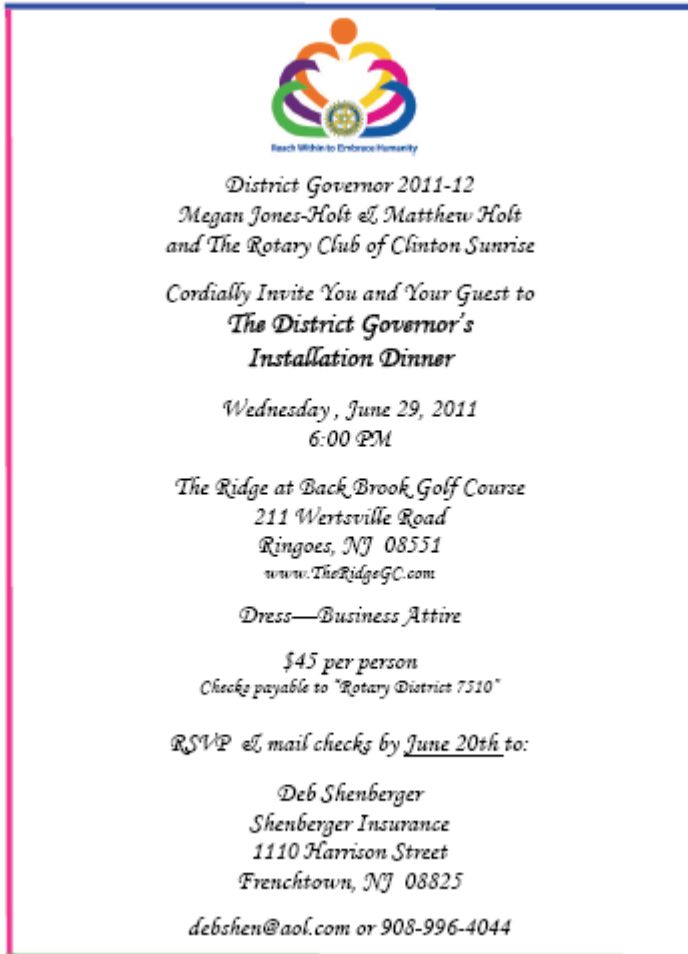 Reach Within to Embrace Humanity
District Governor 2011-12
Megan Jones-Holt & Matthew Holt
and The Rotary Club of Clinton Sunrise
Cordially Invite You and Your Guest to
The District Governor's
Installation Dinner
Wednesday , June 29, 2011
6:00 PM
The Ridge at Back Brook Golf Course
211 Wertsville Road
Ringoes, NJ 08551
www.TheRidgeGC.com
Dress—Business Attire
$45 per person
Checks payable to "Rotary District 7510"
RSVP & mail checks by June 20th to:
Deb Shenberger
Shenberger Insurance
1110 Harrison Street
Frenchtown, NJ 08825
debshen@aol.com or 908-996-4044